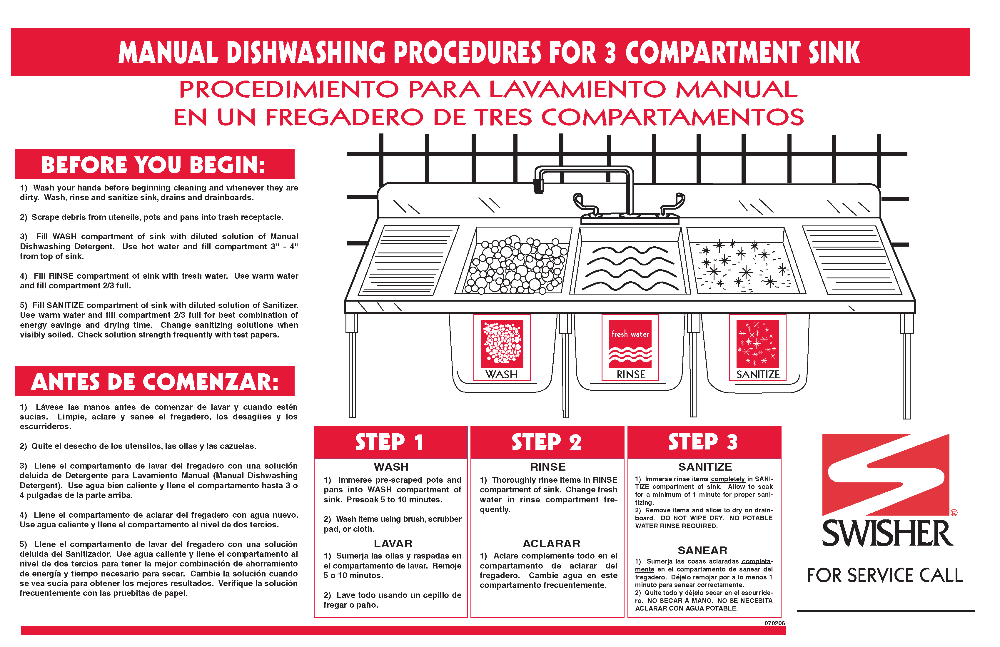 MANUAL DISHWASHING PROCEDURES FOR 3 COMPARTMENT SINK
PROCEDIMIENTO PARA LAVAMIENTO MANUAL
EN UN FREGADERO DE TRES COMPARTAMENTOS
BEFORE YOU BEGIN:
1) Wash your hands before beginning cleaning and whenever they are
dirty. Wash, rinse and sanitize sink, drains and drainboards.
2) Scrape debris from utensils, pots and pans into trash receptacle.
3) Fill WASH compartment of sink with diluted solution of Manual
Dishwashing Detergent. Use hot water and fill compartment 3" - 4"
from top of sink.
4) Fill RINSE compartment of sink with fresh water. Use warm water
and fill compartment 2/3 full.
5) Fill SANITIZE compartment of sink with diluted solution of Sanitizer.
Use warm water and fill compartment 2/3 full for best combination of
energy savings and drying time. Change sanitizing solutions when
visibly soiled. Check solution strength frequently with test papers.
ANTES DE COMENZAR:
1) Lávese las manos antes de comenzar de lavar y cuando estén
sucias. Limpie, aclare y sanee el fregadero, los desagües y los
escurrideros.
2) Quite el desecho de los utensilos, las ollas y las cazuelas.
3) Llene el compartamento de lavar del fregadero con una solución
deluida de Detergente para Lavamiento Manual (Manual Dishwashing
Detergent). Use agua bien caliente y llene el compartamento hasta 3 o
4 pulgadas de la parte arriba.
4) Llene el compartamento de aclarar del fregadero con agua nuevo.
Use agua caliente y llene el compartamento al nivel de dos tercios.
5) Llene el compartamento de lavar del fregadero con una solución
deluida del Sanitizador. Use agua caliente y llene el compartamento al
nivel de dos tercios para tener la mejor combinación de ahorramiento
de energía y tiempo necesario para secar. Cambie la solución cuando
se vea sucia para obtener los mejores resultados. Verifique la solución
frecuentemente con las pruebitas de papel.
fresh water
WASH
RINSE
SANITIZE
STEP 1
WASH
1) Immerse pre-scraped pots and
pans into WASH compartment of
sink. Presoak 5 to 10 minutes.
2) Wash items using brush, scrubber
pad, or cloth.
LAVAR
1) Sumerja las ollas y raspadas en
el compartamento de lavar. Remoje
5 o 10 minutos.
2) Lave todo usando un cepillo de
fregar o paño.
STEP 2
RINSE
1) Thoroughly rinse items in RINSE
compartment of sink. Change fresh
water in rinse compartment fre-
quently.
ACLARAR
1) Aclare complemente todo en el
compartamento de aclarar del
fregadero. Cambie agua en este
compartamento frecuentemente.
STEP 3
SANITIZE
1) Immerse rinse items completely in SANI-
TIZE compartment of sink. Allow to soak
for a minimum of 1 minute for proper sani-
tizing.
2) Remove items and allow to dry on drain-
board. DO NOT WIPE DRY. NO POTABLE
WATER RINSE REQUIRED.
SANEAR
1) Sumerja las cosas aclaradas completa-
mente en el compartamento de sanear del
fregadero. Déjelo remojar por a lo menos 1
minuto para sanear correctamente.
2) Quite todo y déjelo secar en el escurride-
ro. NO SECAR A MANO. NO SE NECESITA
ACLARAR CON AGUA POTABLE.
070206
®
SWISHER
FOR SERVICE CALL